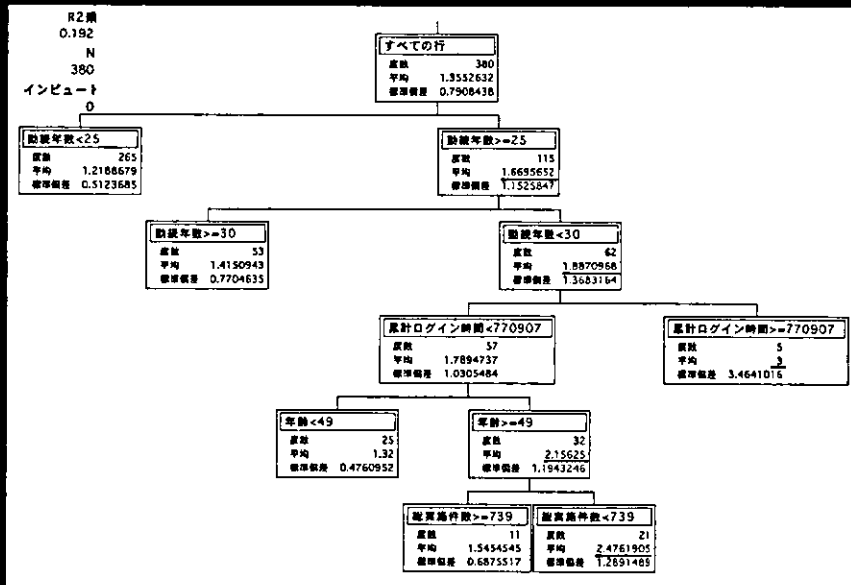 R2乗
0.192
N
380
インピュート
0
すべての行
度数 380
平均 1.3552632
標準偏差 0.7908438
勤続年数<25
度数 265
平均 1.2188679
標準偏差 0.5123685
勤続年数>=25
度数 115
平均 1.6695652
標準偏差 1.1525847
勤続年数>=30
度数 53
平均 1.4150943
標準偏差 0.7704635
勤続年数<30
度数 62
平均 1.8870968
標準偏差 1.3683164
累計ログイン時間<770907
度数 57
平均 1.7894737
標準偏差 1.0305484
累計ログイン時間>=770907
度数 5
平均 3
標準偏差 3.4641016
年齢<49
度数 25
平均 1.32
標準偏差 0.4760952
年齢>=49
度数 32
平均 2.15625
標準偏差 1.1943246
総実施件数>=739
度数 11
平均 1.5454545
標準偏差 0.6875517
総実施件数<739
度数 21
平均 2.4761905
標準偏差 1.2891489